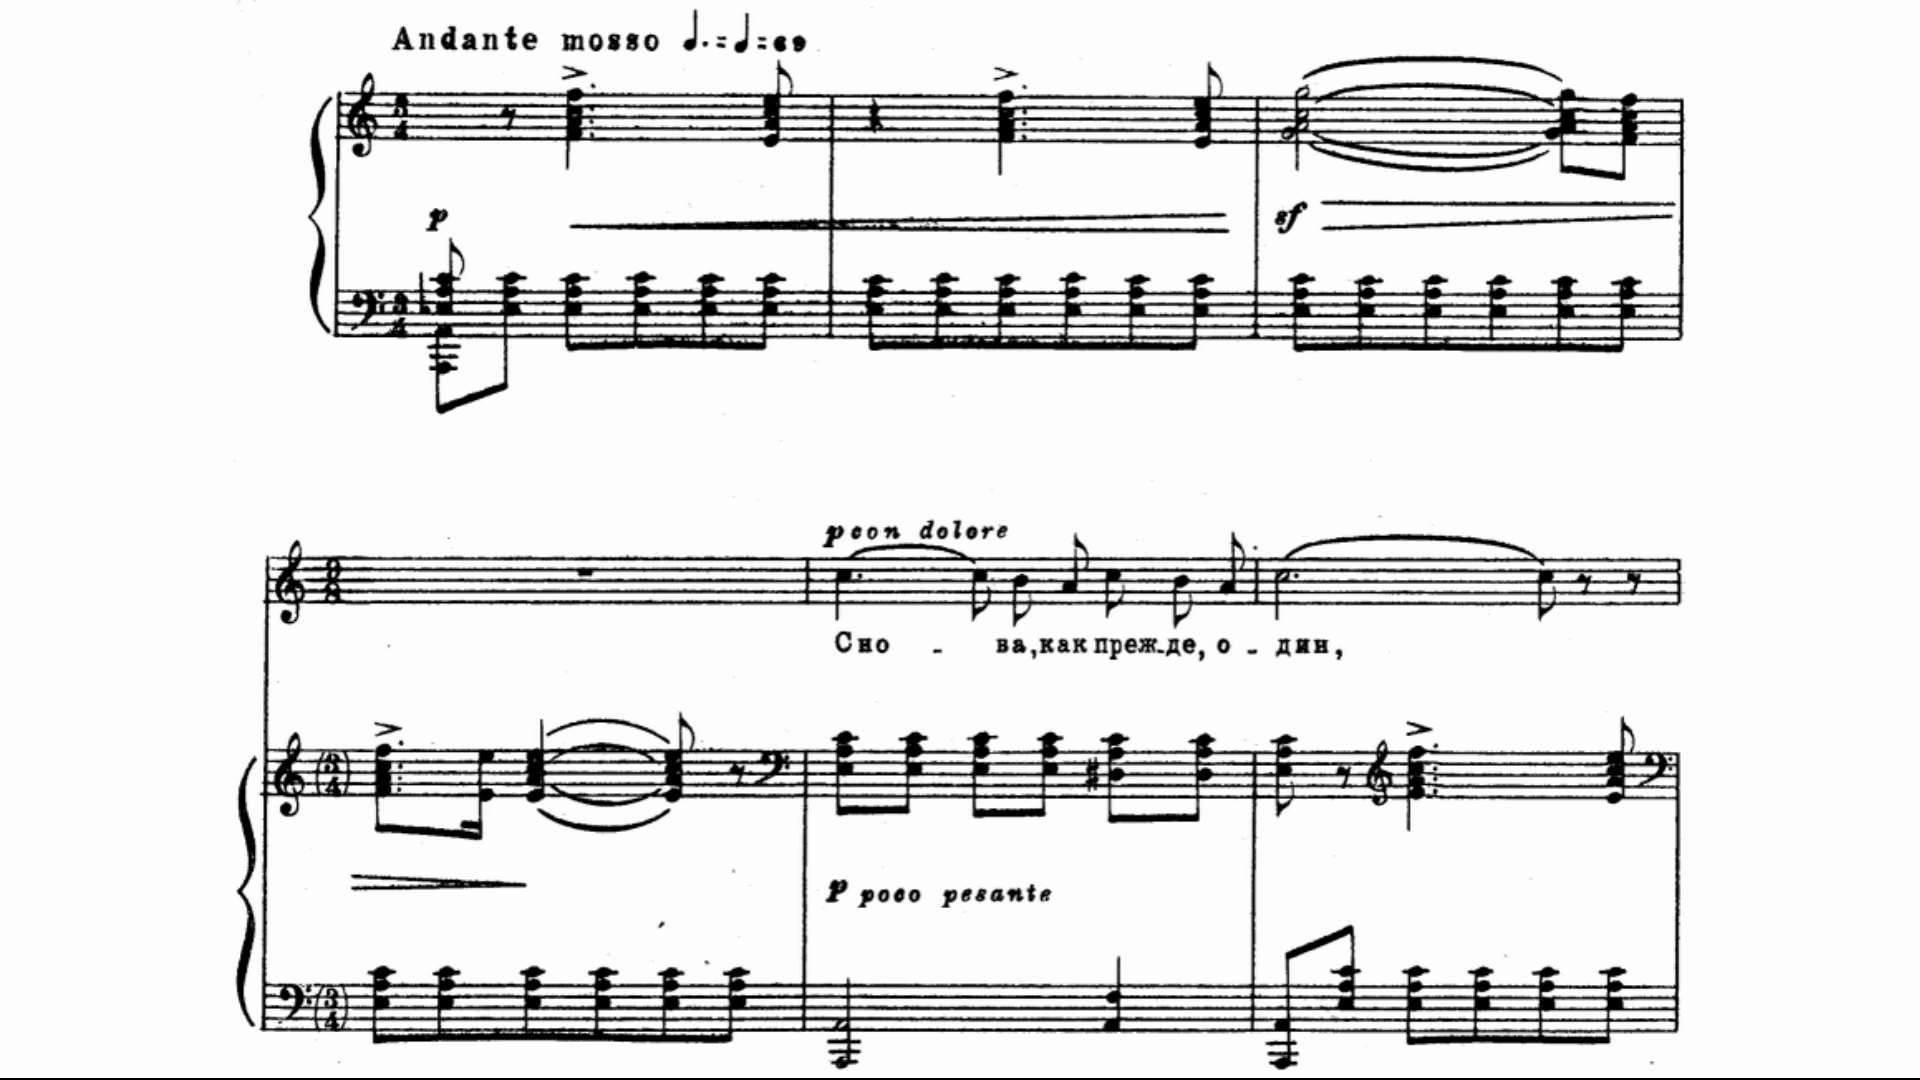 Andante mosso ♩. = ♩ = 69
p
sf
p con dolore
Сно - ва, как преж-де, о - дин,
p poco pesante